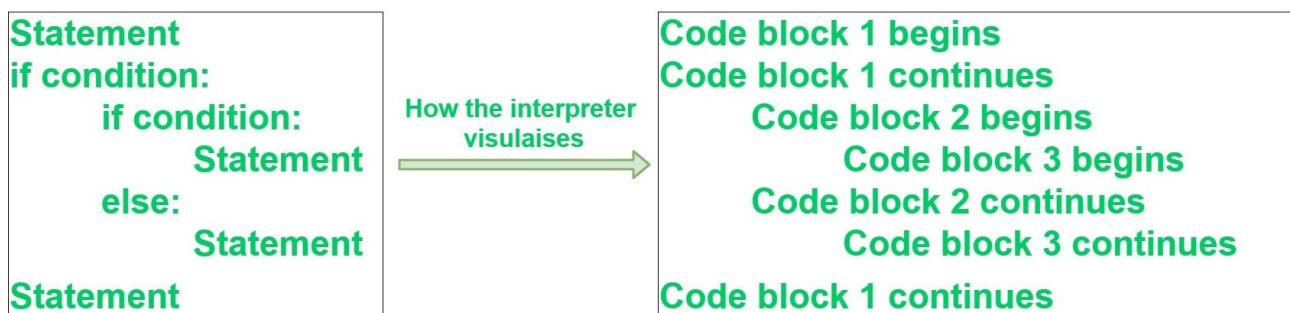 Statement
if condition:
if condition:
Statement
else:
Statement
Statement
How the interpreter
visulaises
Code block 1 begins
Code block 1 continues
Code block 2 begins
Code block 3 begins
Code block 2 continues
Code block 3 continues
Code block 1 continues